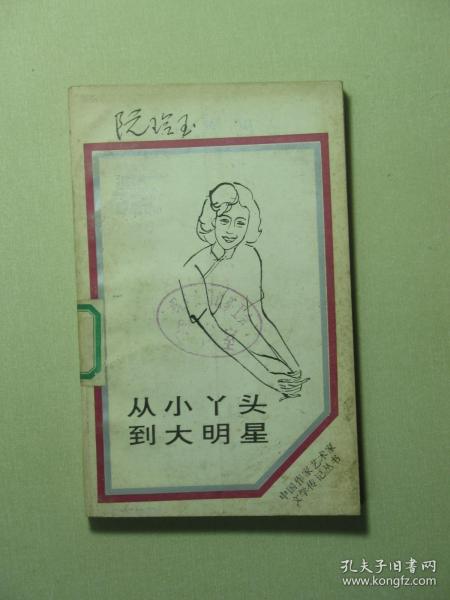 阮玲玉
从小丫头
到大明星
中国作家艺术家
文学传记丛书
孔夫子旧书网
www.kongfz.com